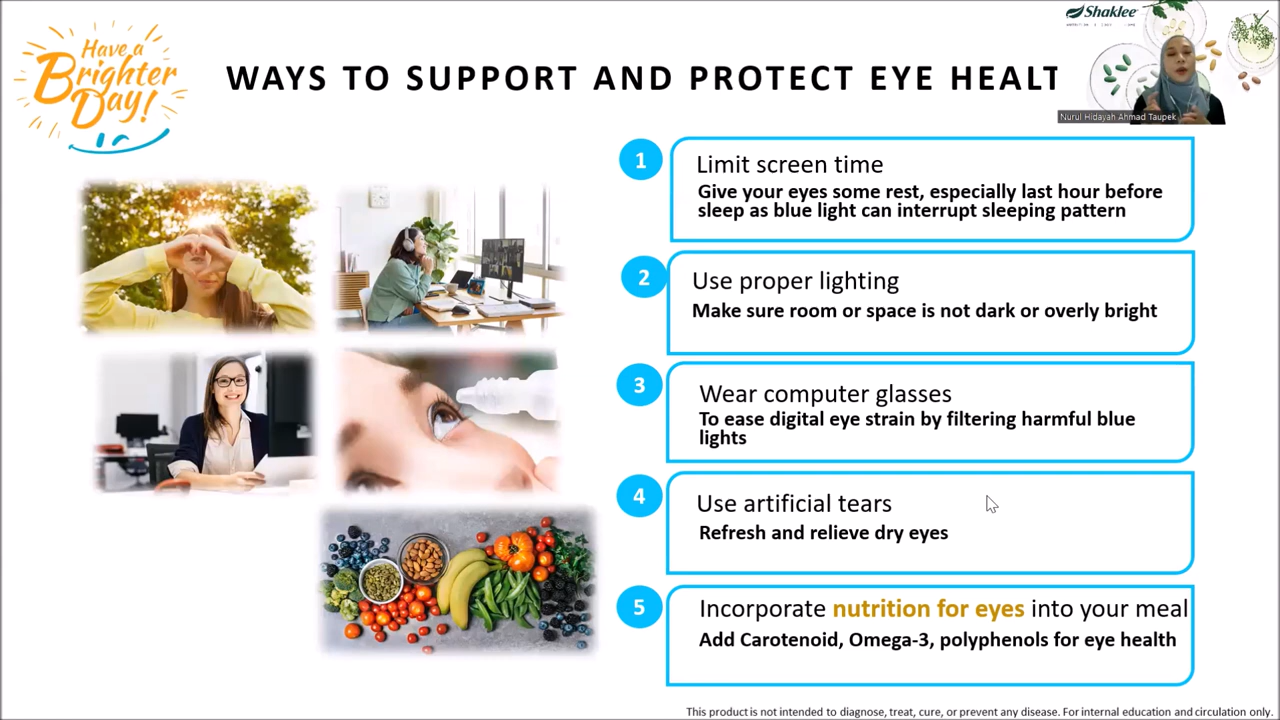 Have a
Brighter
Day!
Shaklee
WAYS TO SUPPORT AND PROTECT EYE HEALT
Nurul Hidayah Ahmad Taupek
1
Limit screen time
Give your eyes some rest, especially last hour before
sleep as blue light can interrupt sleeping pattern
2
Use proper lighting
Make sure room or space is not dark or overly bright
3
Wear computer glasses
To ease digital eye strain by filtering harmful blue
lights
4
Use artificial tears
Refresh and relieve dry eyes
5
Incorporate nutrition for eyes into your meal
Add Carotenoid, Omega-3, polyphenols for eye health
This product is not intended to diagnose, treat, cure, or prevent any disease. For internal education and circulation only.